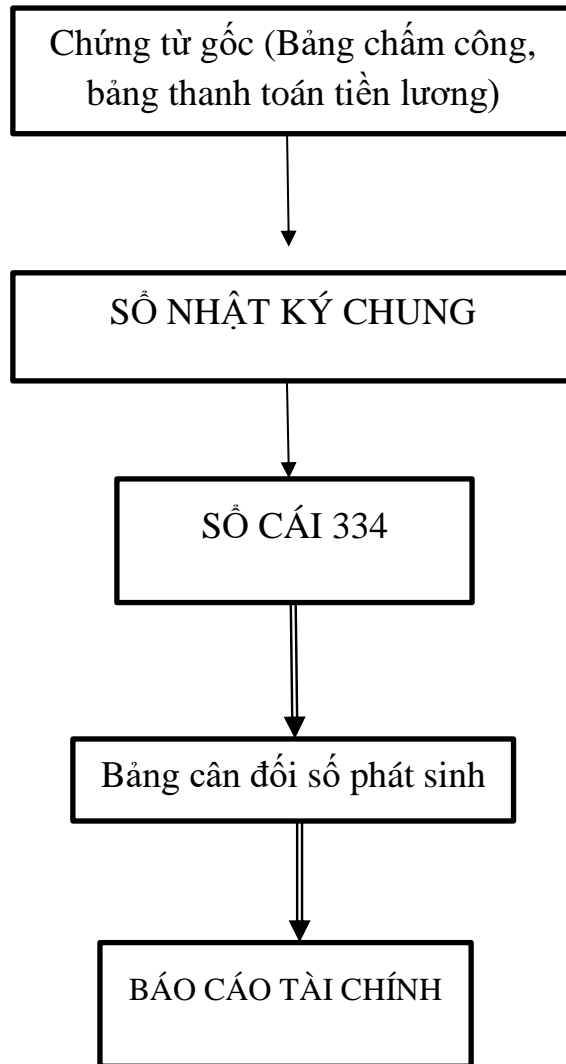 Chứng từ gốc (Bảng chấm công,
bảng thanh toán tiền lương)
SỔ NHẬT KÝ CHUNG
SỔ CÁI 334
Bảng cân đối số phát sinh
BÁO CÁO TÀI CHÍNH